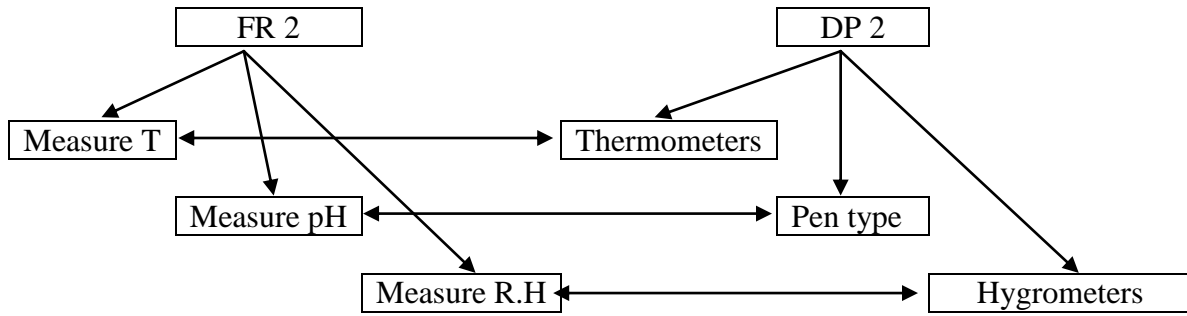 FR 2
DP 2
Measure T
Thermometers
Measure pH
Pen type
Measure R.H
Hygrometers